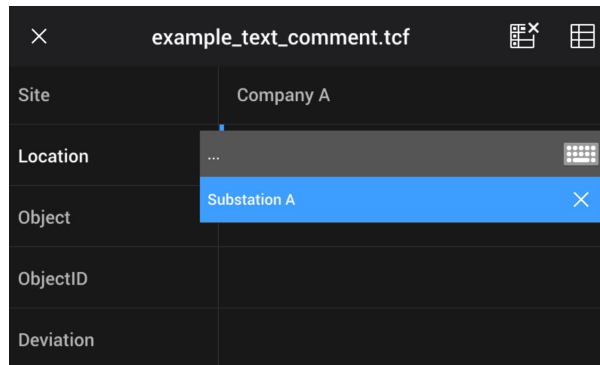 example_text_comment.tcf
Site
Company A
Location
...
Substation A
Object
ObjectID
Deviation